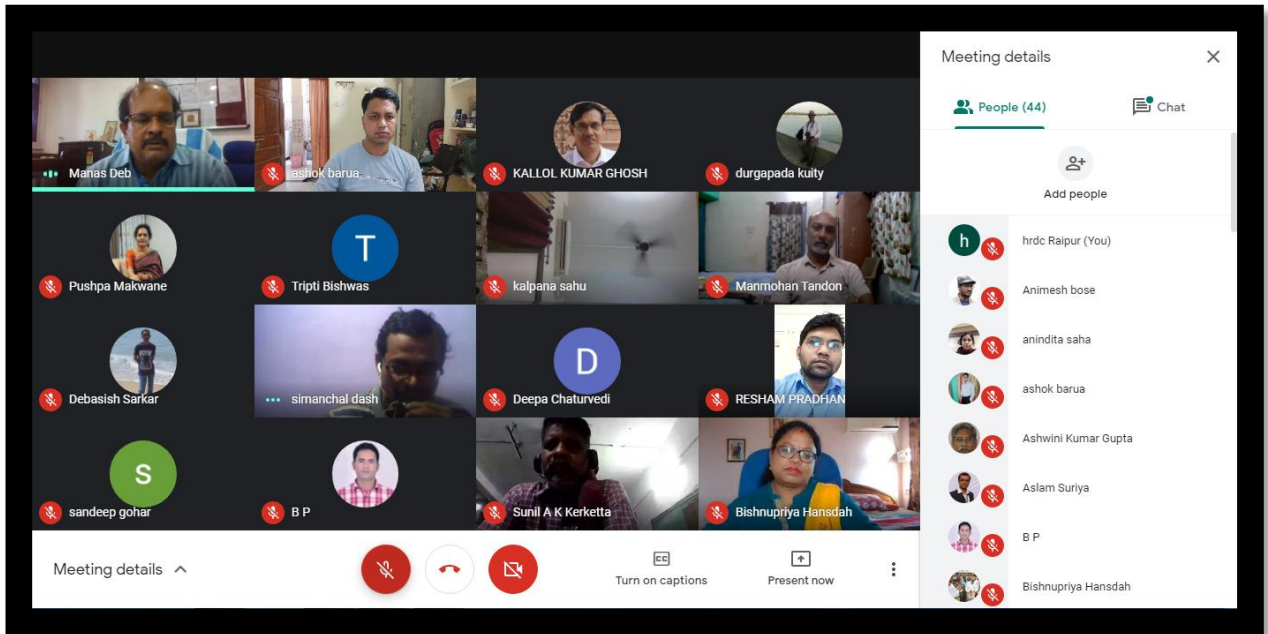 Meeting details
People (44)
Chat
Add people
Manas Deb
ashok barua
KALLOL KUMAR GHOSH
durgapada kuity
Pushpa Makwane
T
Tripti Bishwas
kalpana sahu
Manmohan Tandon
Debasish Sarkar
simanchal dash
D
Deepa Chaturvedi
RESHAM PRADHAN
S
sandeep gohar
B P
Sunil A K Kerketta
Bishnupriya Hansdah
h
hrdc Raipur (You)
Animesh bose
anindita saha
ashok barua
Ashwini Kumar Gupta
Aslam Suriya
B P
Bishnupriya Hansdah
Meeting details
CC
Turn on captions
Present now